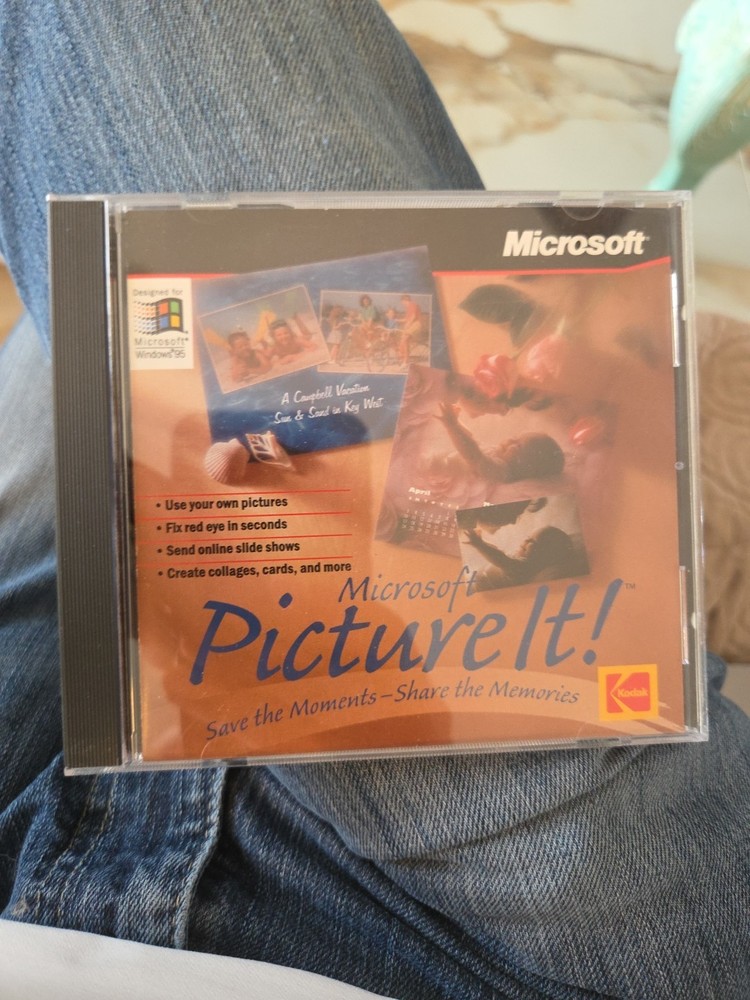 Microsoft
Designed for
Microsoft®
Windows®95
A Campbell Vacation
Sun & Sand in Key West
April
• Use your own pictures
• Fix red eye in seconds
• Send online slide shows
• Create collages, cards, and more
Microsoft
Picture It!™
Save the Moments – Share the Memories
Kodak